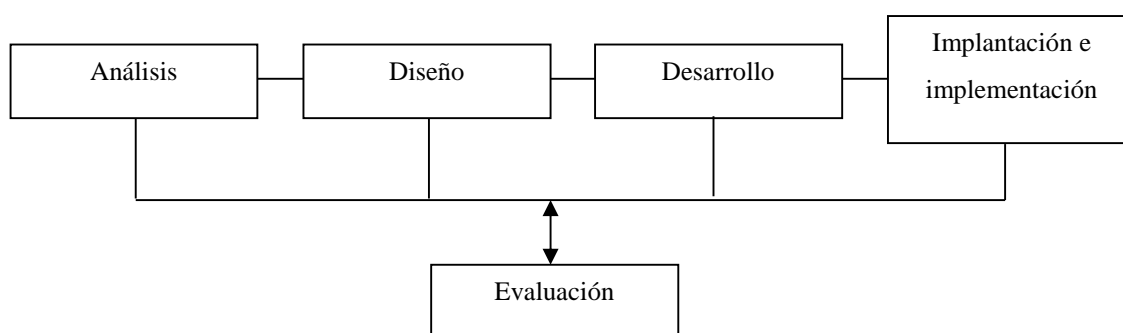 Análisis
Diseño
Desarrollo
Implantación e
implementación
Evaluación